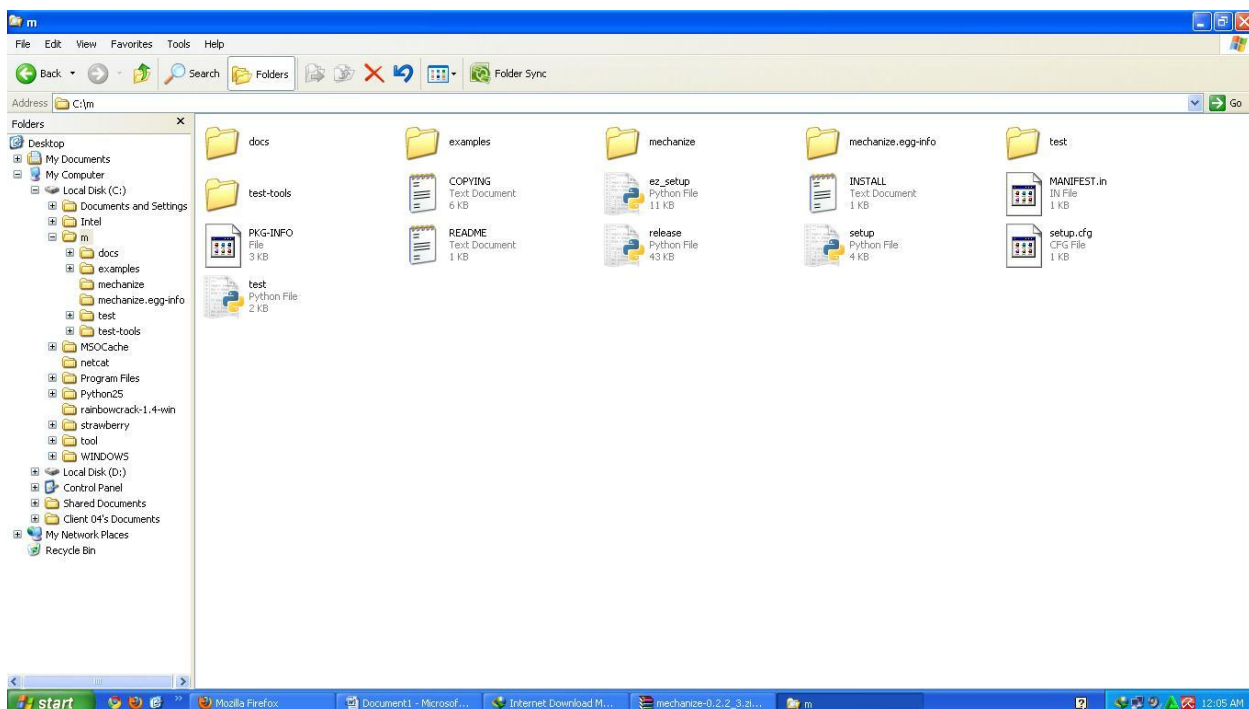 m
File Edit View Favorites Tools Help
Back Search Folders Folder Sync
Address C:\m Go
Folders x
Desktop
My Documents
My Computer
Local Disk (C:)
Documents and Settings
Intel
m
docs
examples
mechanize
mechanize.egg-info
test
test-tools
MSOCache
netcat
Program Files
Python25
rainbowcrack-1.4-win
strawberry
tool
WINDOWS
Local Disk (D:)
Control Panel
Shared Documents
Client 04's Documents
My Network Places
Recycle Bin
docs
examples
mechanize
mechanize.egg-info
test
test-tools
COPYING
Text Document
6 KB
ez_setup
Python File
11 KB
INSTALL
Text Document
1 KB
MANIFEST.in
IN File
1 KB
PKG-INFO
File
3 KB
README
Text Document
1 KB
release
Python File
43 KB
setup
Python File
4 KB
setup.cfg
CFG File
1 KB
test
Python File
2 KB
start Mozilla Firefox Document1 - Microsof... Internet Download M... mechanize-0.2.2_3.zi... m 12:05 AM